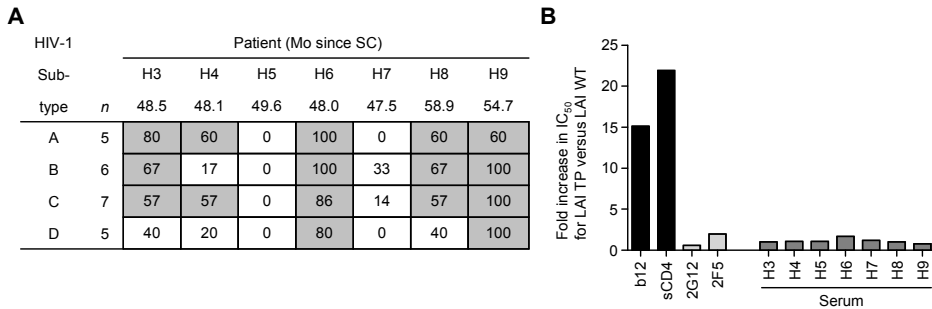 A
HIV-1 Patient (Mo since SC)
Sub- H3 H4 H5 H6 H7 H8 H9
type n 48.5 48.1 49.6 48.0 47.5 58.9 54.7
A 5 80 60 0 100 0 60 60
B 6 67 17 0 100 33 67 100
C 7 57 57 0 86 14 57 100
D 5 40 20 0 80 0 40 100
B
Fold increase in IC50
for LAI TP versus LAI WT
25
20
15
10
5
0
b12 sCD4 2G12 2F5 H3 H4 H5 H6 H7 H8 H9
Serum